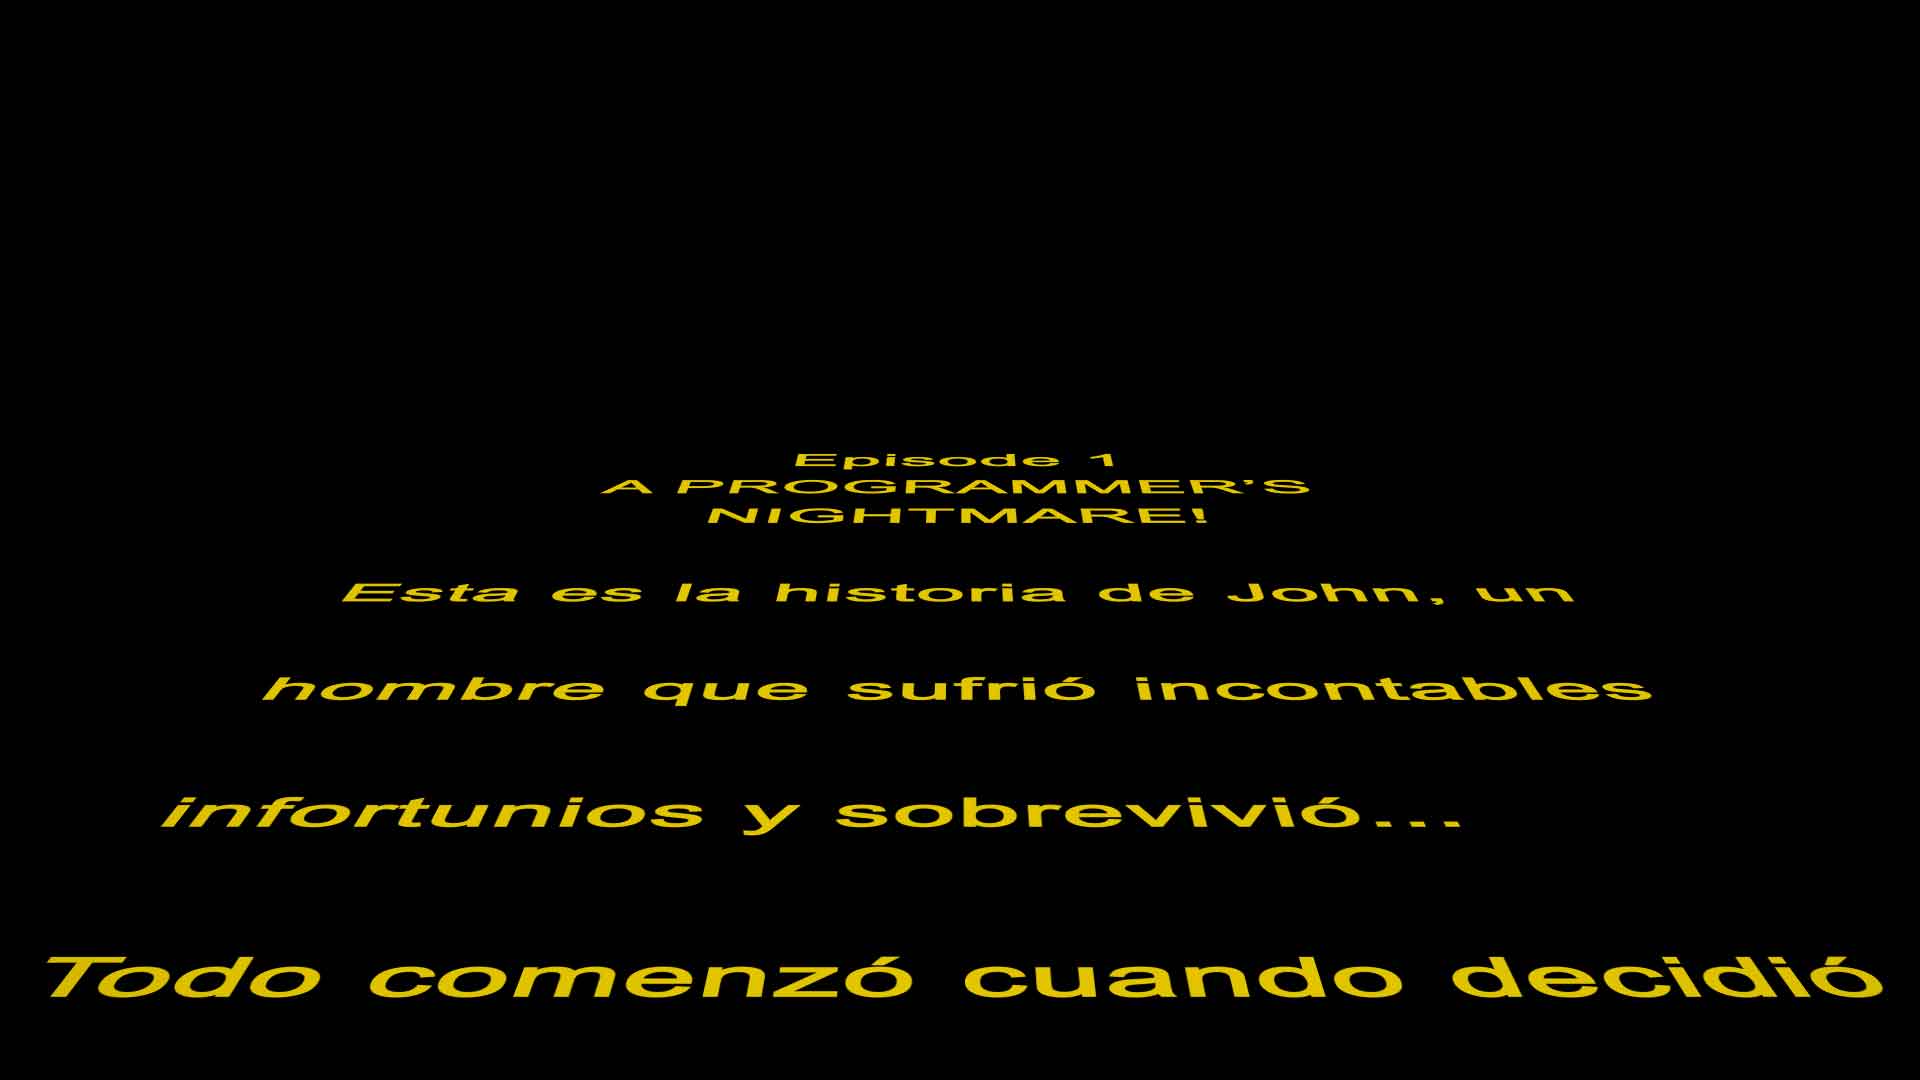 Episode 1
A PROGRAMMER'S
NIGHTMARE!
Esta es la historia de John, un
hombre que sufrió incontables
infortunios y sobrevivió...
Todo comenzó cuando decidió